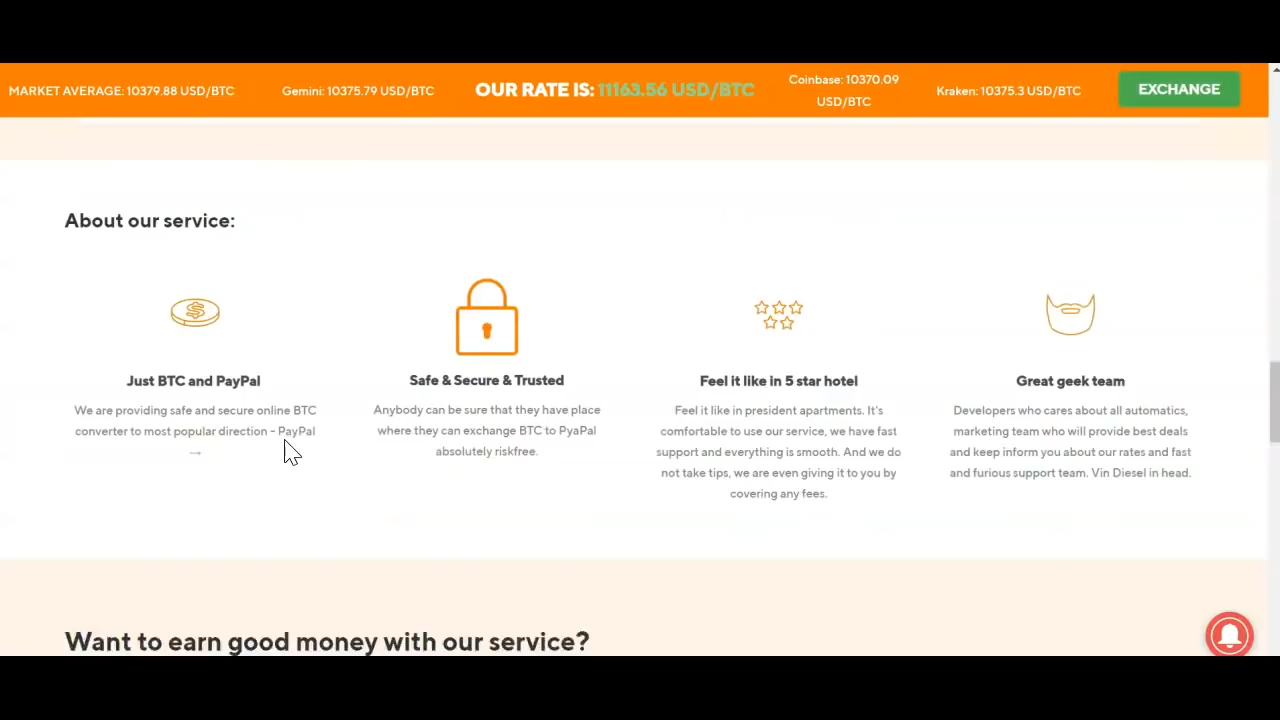 MARKET AVERAGE: 10379.88 USD/BTC
Gemini: 10375.79 USD/BTC
OUR RATE IS: 11163.56 USD/BTC
Coinbase: 10370.09
USD/BTC
Kraken: 10375.3 USD/BTC
EXCHANGE
About our service:
Just BTC and PayPal
We are providing safe and secure online BTC
converter to most popular direction - PayPal
→
Safe & Secure & Trusted
Anybody can be sure that they have place
where they can exchange BTC to PyaPal
absolutely riskfree.
Feel it like in 5 star hotel
Feel it like in president apartments. It's
comfortable to use our service, we have fast
support and everything is smooth. And we do
not take tips, we are even giving it to you by
covering any fees.
Great geek team
Developers who cares about all automatics,
marketing team who will provide best deals
and keep inform you about our rates and fast
and furious support team. Vin Diesel in head.
Want to earn good money with our service?